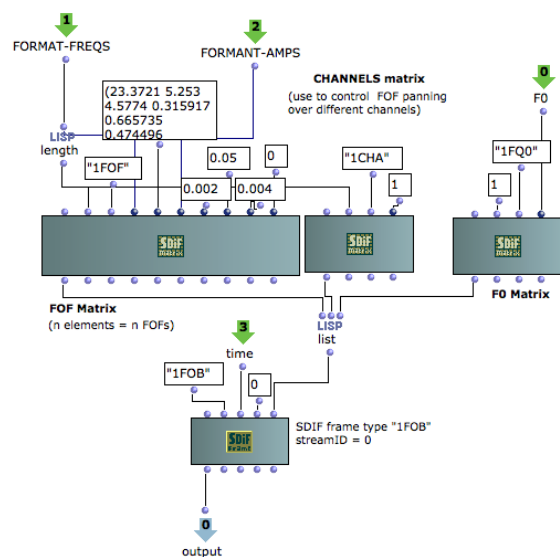 1
FORMAT-FREQS
2
FORMANT-AMPS
CHANNELS matrix
(use to control FOF panning
over different channels)
0
F0
(23.3721 5.253
4.5774 0.315917
0.665735
0.474496
LISP
length
"1FOF"
0.05
0
0.002
0.004
"1CHA"
1
"1FQ0"
1
SDIF
matrix
SDIF
matrix
SDIF
matrix
FOF Matrix
(n elements = n FOFs)
F0 Matrix
LISP
list
3
time
"1FOB"
0
SDIF
frame
SDIF frame type "1FOB"
streamID = 0
0
output